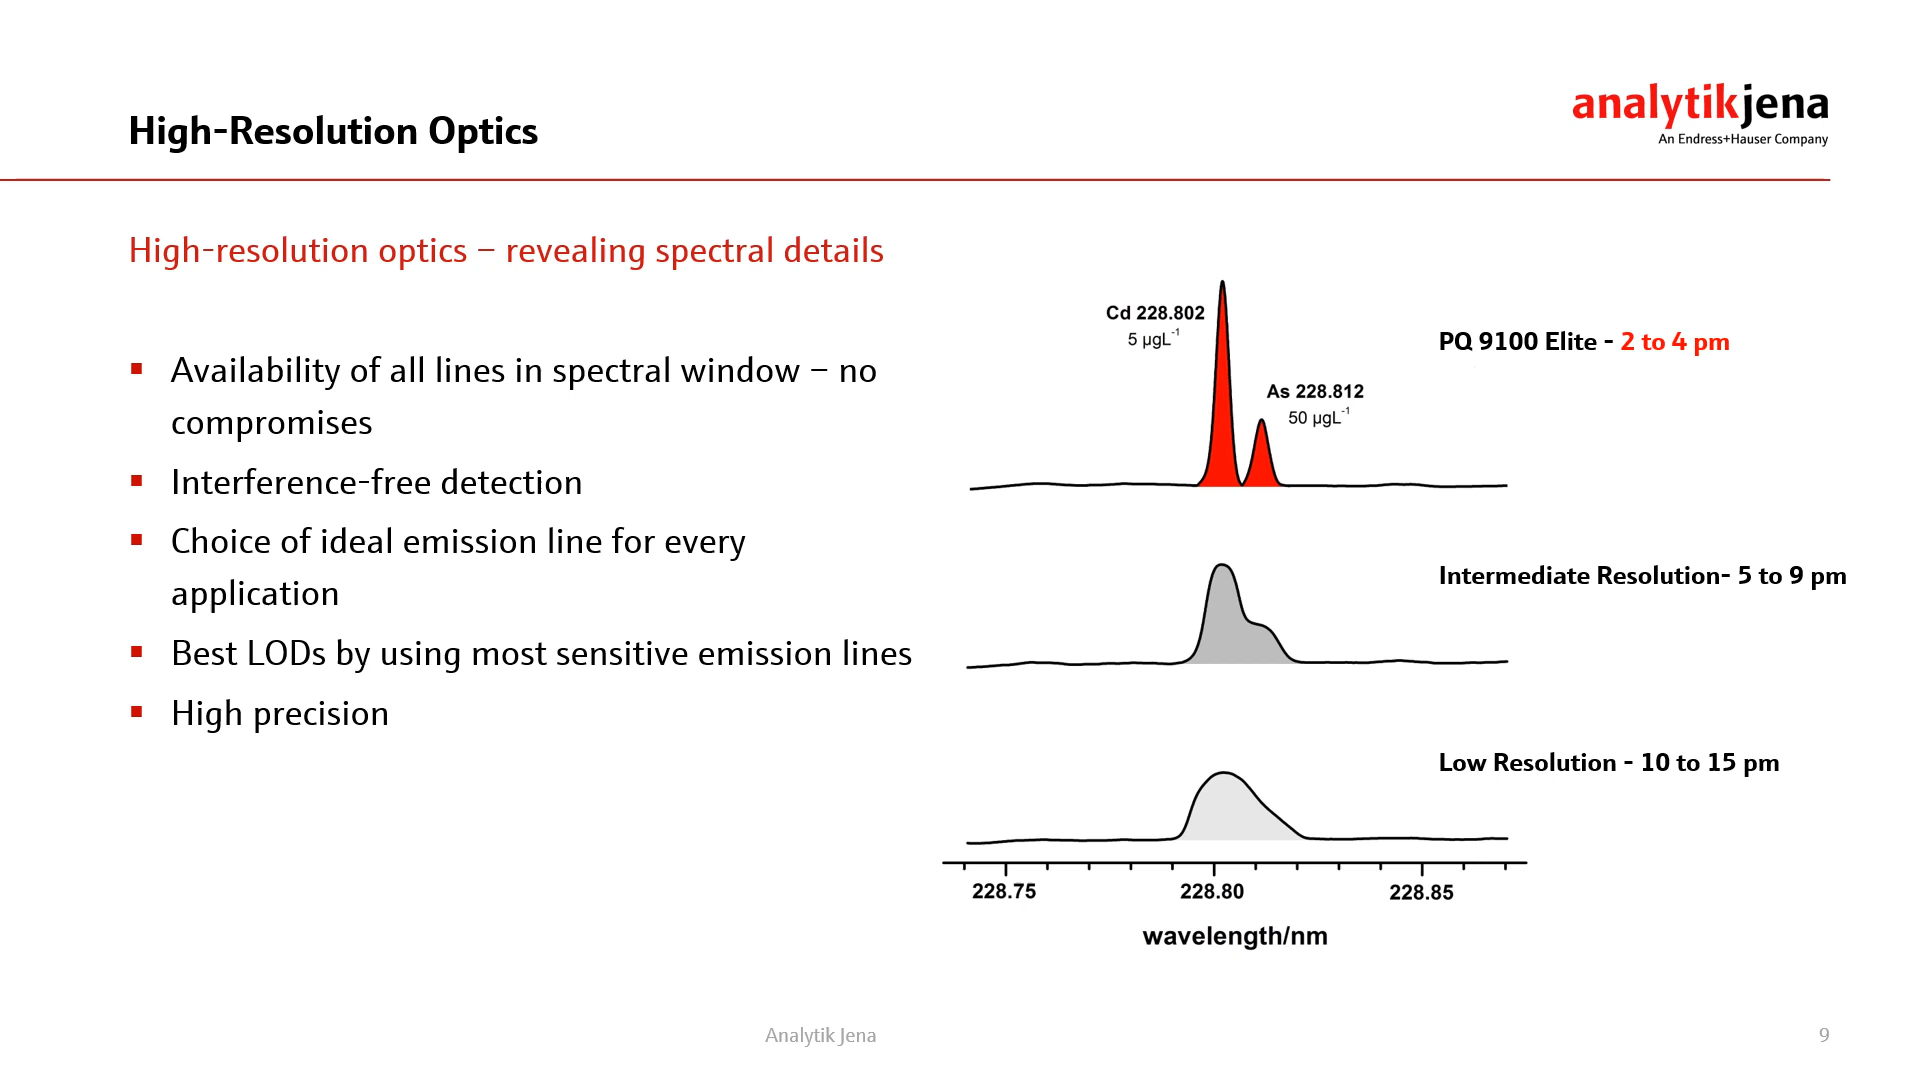 High-Resolution Optics
analytikjena
An Endress+Hauser Company
High-resolution optics – revealing spectral details
▪ Availability of all lines in spectral window – no
compromises
▪ Interference-free detection
▪ Choice of ideal emission line for every
application
▪ Best LODs by using most sensitive emission lines
▪ High precision
Cd 228.802
5 µgL⁻¹
As 228.812
50 µgL⁻¹
PQ 9100 Elite - 2 to 4 pm
Intermediate Resolution- 5 to 9 pm
Low Resolution - 10 to 15 pm
228.75 228.80 228.85
wavelength/nm
Analytik Jena
9